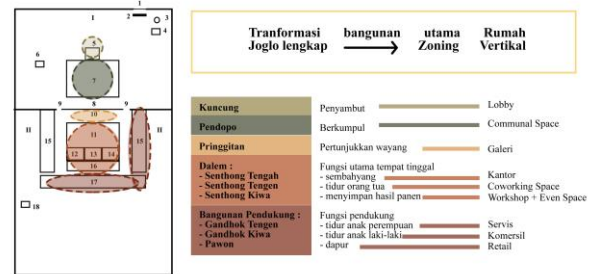 1
I
2
3
4
5
6
7
9
8
9
10
II
II
11
15
15
12
13
14
16
17
18
Tranformasi bangunan utama Rumah
Joglo lengkap Zoning Vertikal
Kuncung Penyambut Lobby
Pendopo Berkumpul Communal Space
Pringgitan Pertunjukkan wayang Galeri
Dalem : Fungsi utama tempat tinggal
- Senthong Tengah - sembahyang Kantor
- Senthong Tengen - tidur orang tua Coworking Space
- Senthong Kiwa - menyimpan hasil panen Workshop + Even Space
Bangunan Pendukung : Fungsi pendukung
- Gandhok Tengen - tidur anak perempuan Servis
- Gandhok Kiwa - tidur anak laki-laki Komersil
- Pawon - dapur Retail